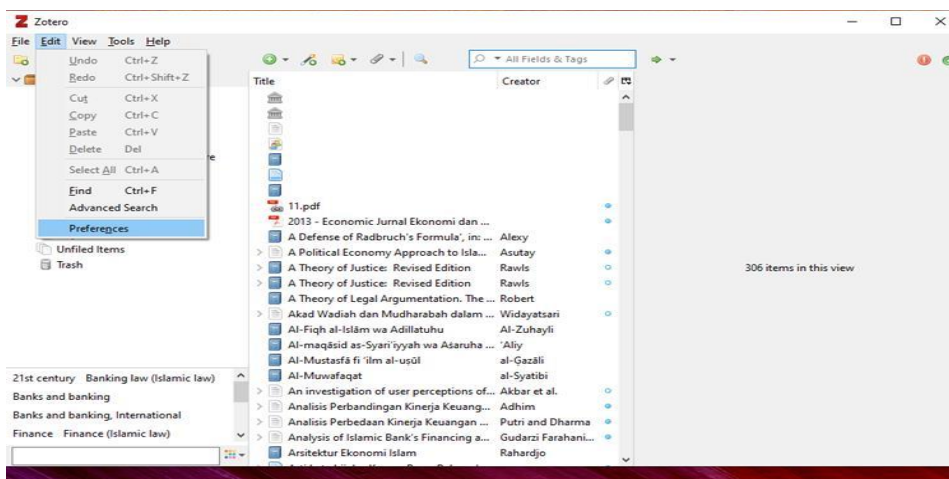 Zotero
File Edit View Tools Help
Undo Ctrl+Z
Redo Ctrl+Shift+Z
Cut Ctrl+X
Copy Ctrl+C
Paste Ctrl+V
Delete Del
Select All Ctrl+A
Find Ctrl+F
Advanced Search
Preferences
Unfiled Items
Trash
21st century Banking law (Islamic law)
Banks and banking
Banks and banking, International
Finance Finance (Islamic law)
All Fields & Tags
Title Creator
11.pdf
2013 - Economic Jurnal Ekonomi dan ...
A Defense of Radbruch's Formula', in: ... Alexy
A Political Economy Approach to Isla... Asutay
A Theory of Justice: Revised Edition Rawls
A Theory of Justice: Revised Edition Rawls
A Theory of Legal Argumentation. The ... Robert
Akad Wadiah dan Mudharabah dalam ... Widayatsari
Al-Fiqh al-Islām wa Adillatuhu Al-Zuhayli
Al-maqāsid as-Syari'iyyah wa Aṡaruha ... 'Aliy
Al-Mustasfā fi 'ilm al-uṣūl al-Gazāli
Al-Muwafaqat al-Syatibi
An investigation of user perceptions of... Akbar et al.
Analisis Perbandingan Kinerja Keuang... Adhim
Analisis Perbedaan Kinerja Keuangan ... Putri and Dharma
Analysis of Islamic Bank's Financing a... Gudarzi Farahani...
Arsitektur Ekonomi Islam Rahardjo
306 items in this view